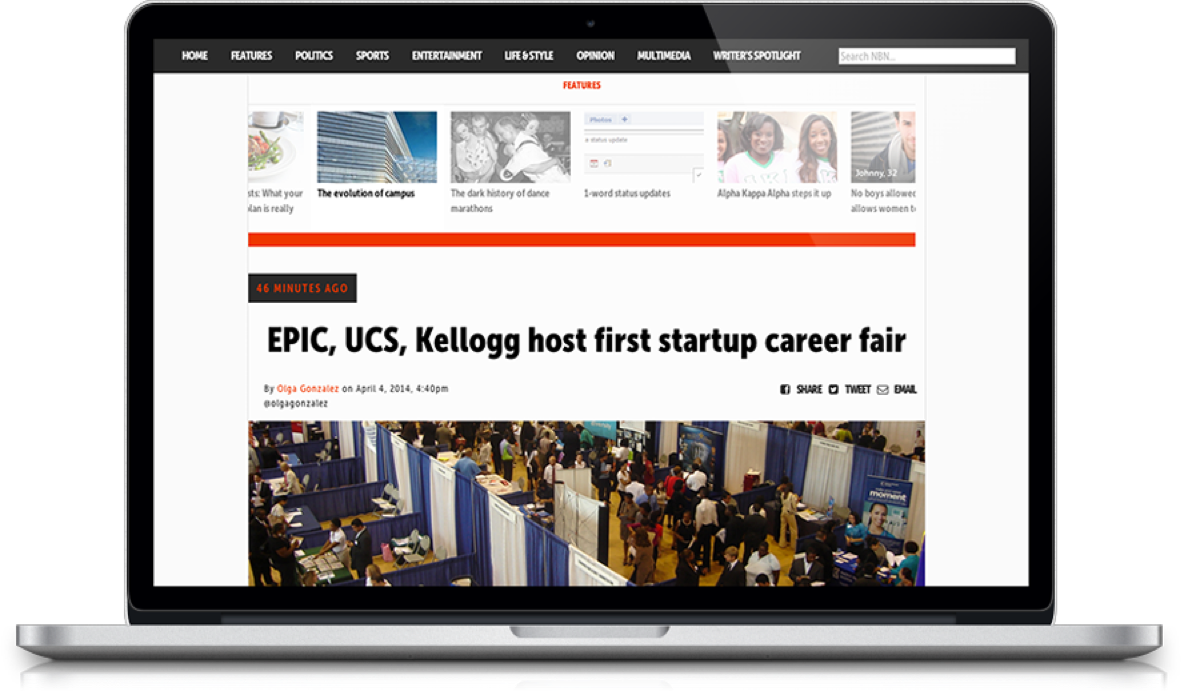 HOME FEATURES POLITICS SPORTS ENTERTAINMENT LIFE & STYLE OPINION MULTIMEDIA WRITER'S SPOTLIGHT Search NBN...
FEATURES
Photos
a status update
Johnny, 32
sts: What your
plan is really
The evolution of campus
The dark history of dance
marathons
1-word status updates
Alpha Kappa Alpha steps it up
No boys allowed
allows women t
46 MINUTES AGO
EPIC, UCS, Kellogg host first startup career fair
By Olga Gonzalez on April 4, 2014, 4:40pm
@olgagonzalez
SHARE TWEET EMAIL
moment